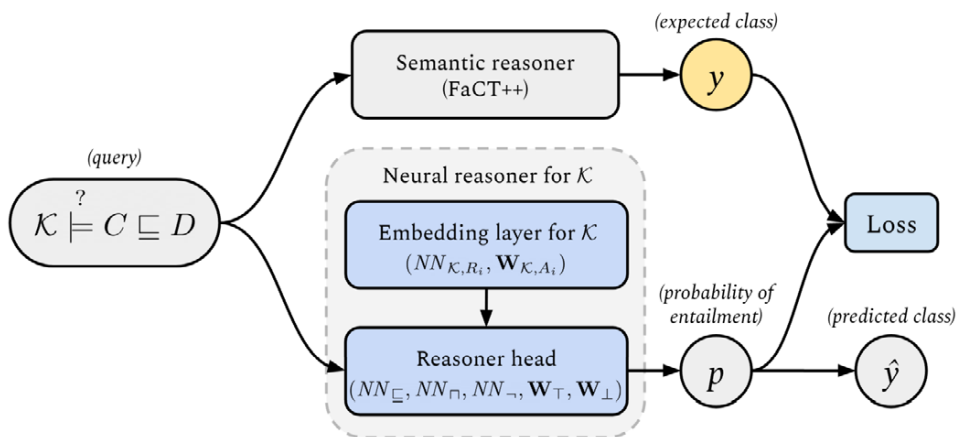 (expected class)
Semantic reasoner
(FaCT++)
y
(query)
?
𝒦 ⊨ C ⊑ D
Neural reasoner for 𝒦
Embedding layer for 𝒦
(NN_{𝒦,R_i}, W_{𝒦,A_i})
Loss
(probability of
entailment)
(predicted class)
Reasoner head
(NN_⊑, NN_⊓, NN_¬, W_⊤, W_⊥)
p
ŷ